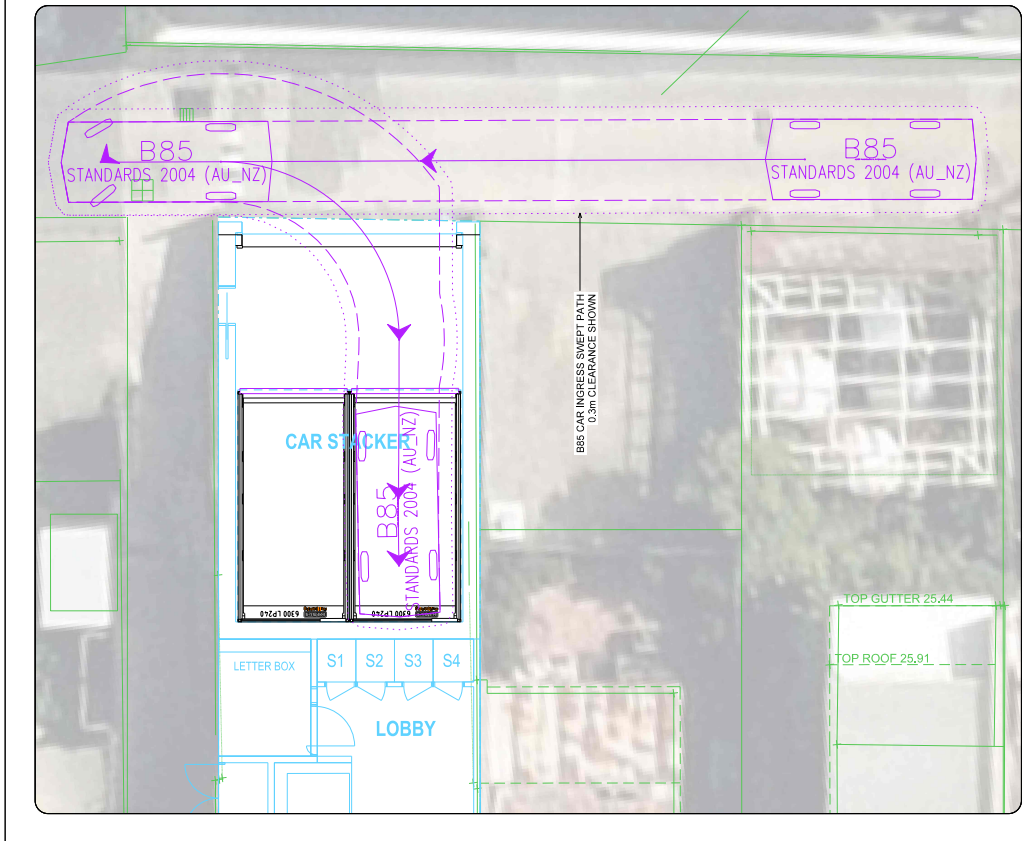 B85
STANDARDS 2004 (AU_NZ)
B85
STANDARDS 2004 (AU_NZ)
B85 CAR INGRESS SWEPT PATH
0.3m CLEARANCE SHOWN
CAR STACKER
B85
STANDARDS 2004 (AU_NZ)
6300 LP240
6300 LP240
LETTER BOX
S1
S2
S3
S4
LOBBY
TOP GUTTER 25.44
TOP ROOF 25.91